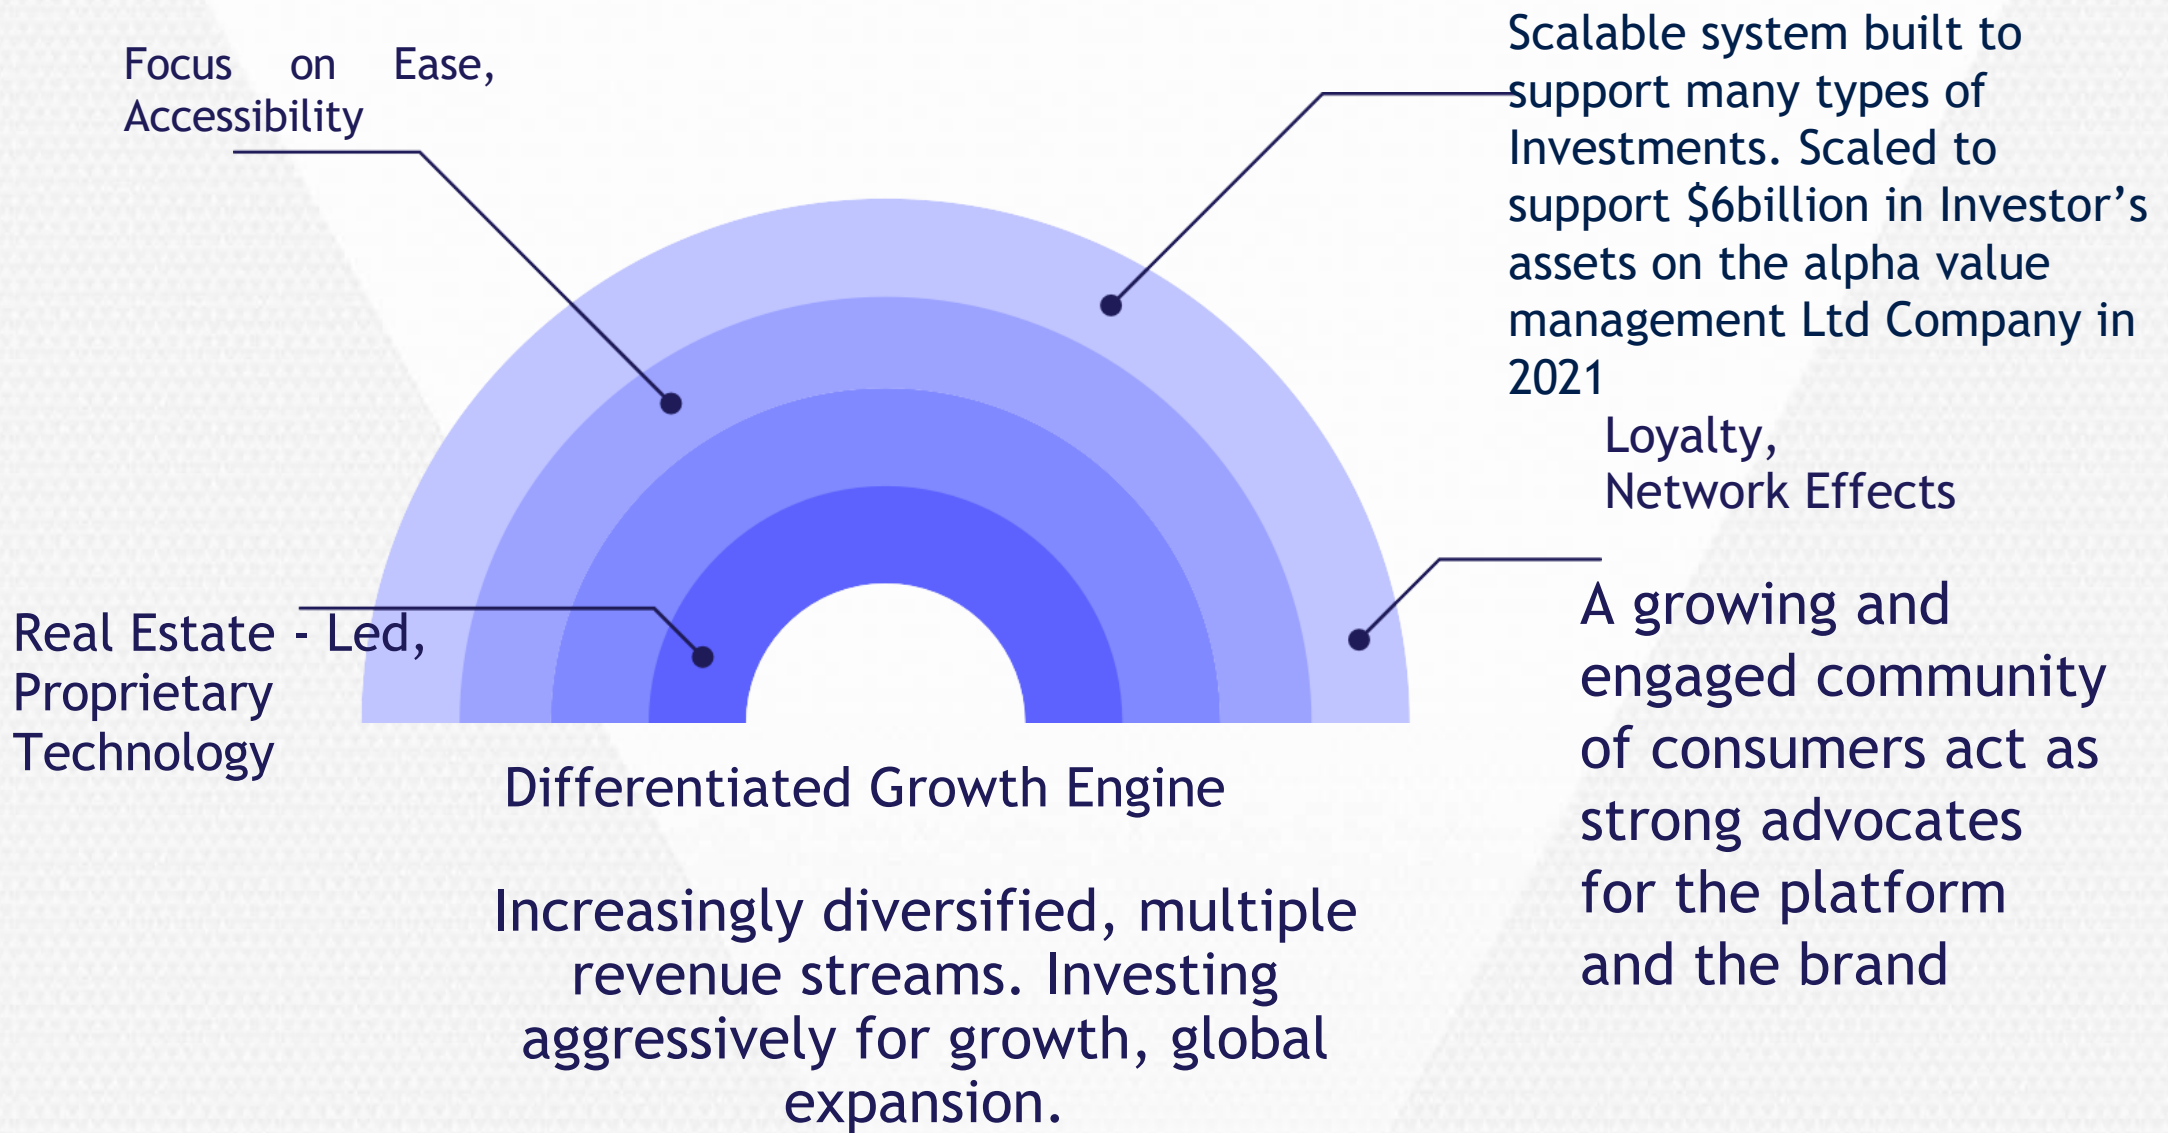 Focus on Ease,
Accessibility
Scalable system built to
support many types of
Investments. Scaled to
support $6billion in Investor’s
assets on the alpha value
management Ltd Company in
2021
Loyalty,
Network Effects
A growing and
engaged community
of consumers act as
strong advocates
for the platform
and the brand
Real Estate - Led,
Proprietary
Technology
Differentiated Growth Engine
Increasingly diversified, multiple
revenue streams. Investing
aggressively for growth, global
expansion.